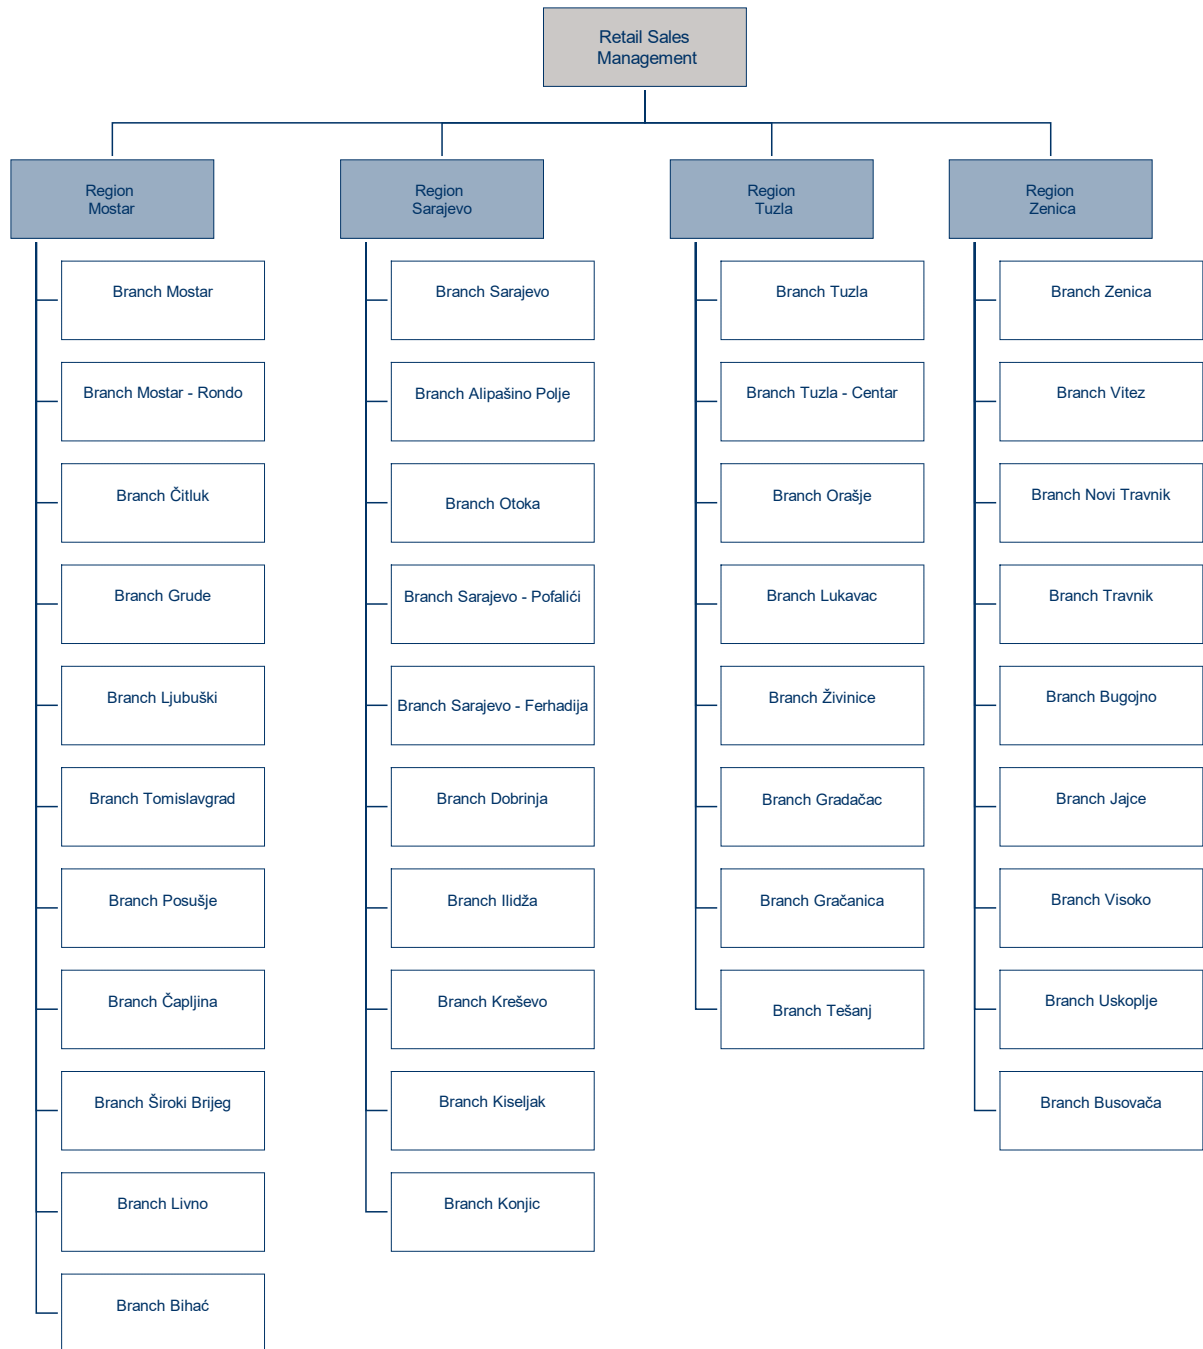 Retail Sales
Management
Region
Mostar
Region
Sarajevo
Region
Tuzla
Region
Zenica
Branch Mostar
Branch Mostar - Rondo
Branch Čitluk
Branch Grude
Branch Ljubuški
Branch Tomislavgrad
Branch Posušje
Branch Čapljina
Branch Široki Brijeg
Branch Livno
Branch Bihać
Branch Sarajevo
Branch Alipašino Polje
Branch Otoka
Branch Sarajevo - Pofalići
Branch Sarajevo - Ferhadija
Branch Dobrinja
Branch Ilidža
Branch Kreševo
Branch Kiseljak
Branch Konjic
Branch Tuzla
Branch Tuzla - Centar
Branch Orašje
Branch Lukavac
Branch Živinice
Branch Gradačac
Branch Gračanica
Branch Tešanj
Branch Zenica
Branch Vitez
Branch Novi Travnik
Branch Travnik
Branch Bugojno
Branch Jajce
Branch Visoko
Branch Uskoplje
Branch Busovača